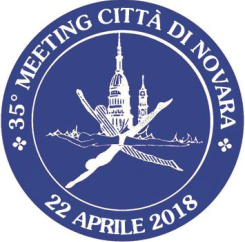 35° MEETING CITTÀ DI NOVARA
22 APRILE 2018